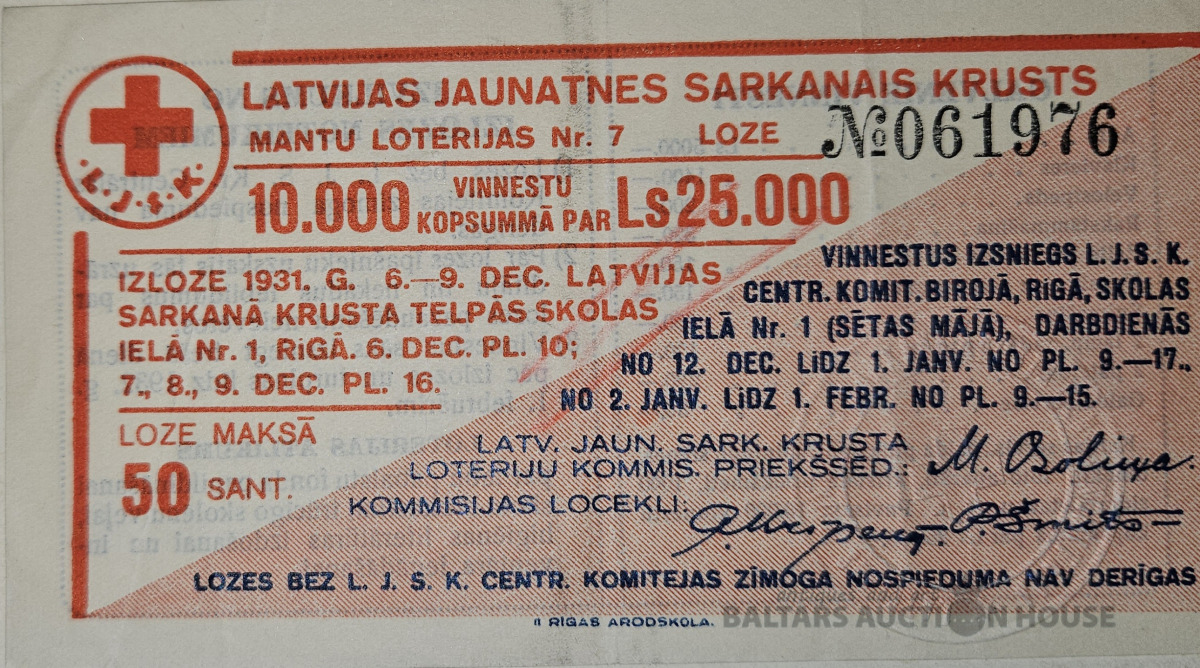 LATVIJAS JAUNATNES SARKANAIS KRUSTS
MANTU LOTERIJAS Nr. 7 LOZE №061976
L.J.S.K.
10.000 VINNESTU KOPSUMMĀ PAR Ls 25.000
IZLOZE 1931. G. 6.—9. DEC. LATVIJAS
SARKANĀ KRUSTA TELPĀS SKOLAS
IELĀ Nr. 1, RīGĀ. 6. DEC. PL. 10;
7., 8., 9. DEC. PL. 16.
LOZE MAKSĀ
50 SANT.
VINNESTUS IZSNIEGS L. J. S. K.
CENTR. KOMIT. BIROJĀ, RīGĀ, SKOLAS
IELĀ Nr. 1 (SĒTAS MĀJĀ), DARBDIENĀS
NO 12. DEC. LīDZ 1. JANV. NO PL. 9.—17.,
NO 2. JANV. LīDZ 1. FEBR. NO PL. 9.—15.
LATV. JAUN. SARK. KRUSTA
LOTERIJU KOMMIS. PRIEKŠSĒD.:
KOMMISIJAS LOCEKLI: P. Šmits
LOZES BEZ L. J. S. K. CENTR. KOMITEJAS ZĪMOGA NOSPIEDUMA NAV DERĪGAS
II RĪGAS ARODSKOLA.
BALTARS AUCTION HOUSE